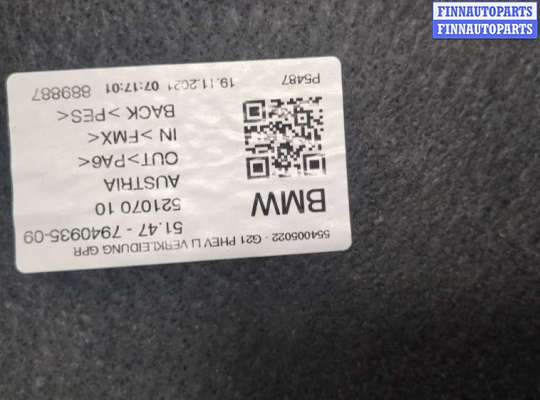 FINNAUTOPARTS
FINNAUTOPARTS
554005022 - G21 PHEV LI VERKLEIDUNG GPR
51.47 - 7940935-09
521070 10
BMW
AUSTRIA
OUT>PA6<
IN >FMX<
BACK >PES<
P5487
19.11.2021 07:17:01 889887